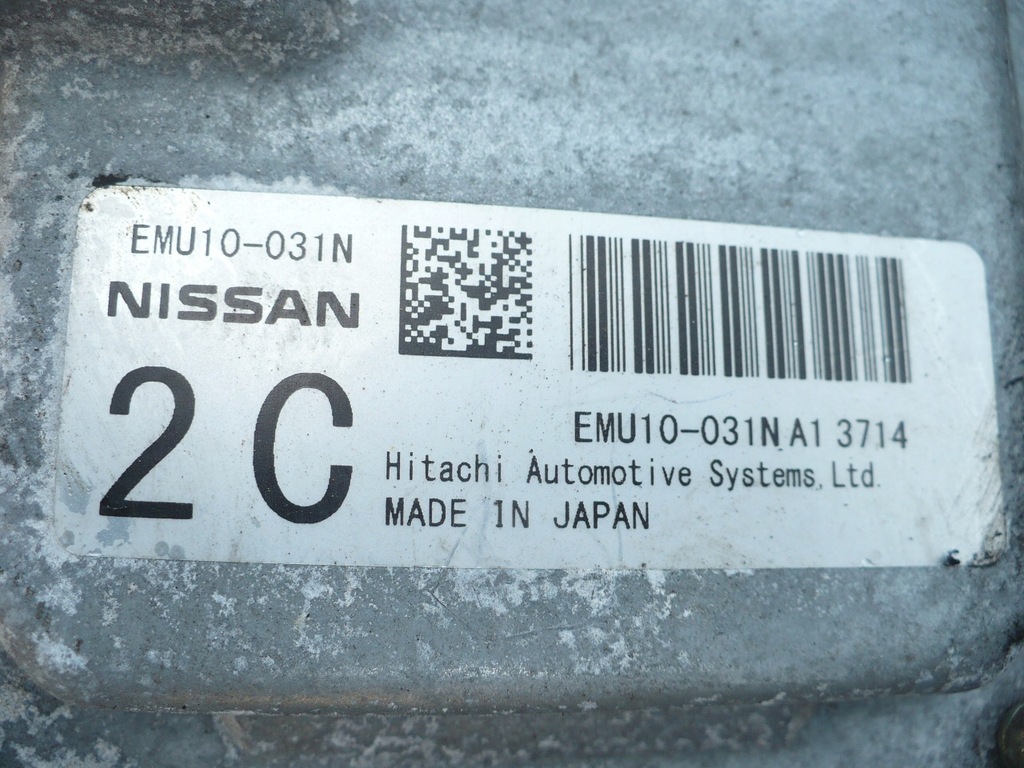 EMU10-031N
NISSAN
2C
EMU10-031N A1 3714
Hitachi Automotive Systems, Ltd.
MADE IN JAPAN